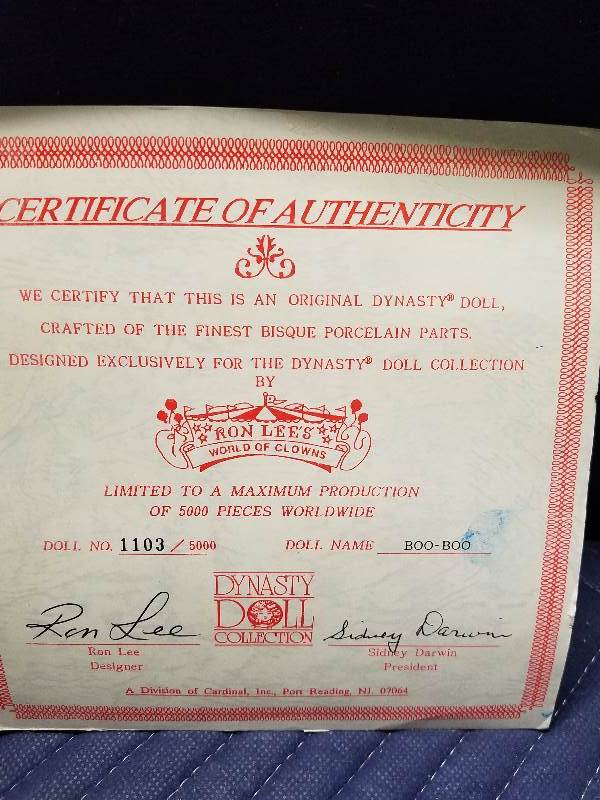 CERTIFICATE OF AUTHENTICITY
WE CERTIFY THAT THIS IS AN ORIGINAL DYNASTY® DOLL,
CRAFTED OF THE FINEST BISQUE PORCELAIN PARTS.
DESIGNED EXCLUSIVELY FOR THE DYNASTY® DOLL COLLECTION
BY
RON LEE'S
WORLD OF CLOWNS
LIMITED TO A MAXIMUM PRODUCTION
OF 5000 PIECES WORLDWIDE
DOLL NO. 1103 / 5000 DOLL NAME BOO-BOO
DYNASTY
DOLL
COLLECTION
Ron Lee Sidney Darwin
Ron Lee Sidney Darwin
Designer President
A Division of Cardinal, Inc., Port Reading, NJ. 07064